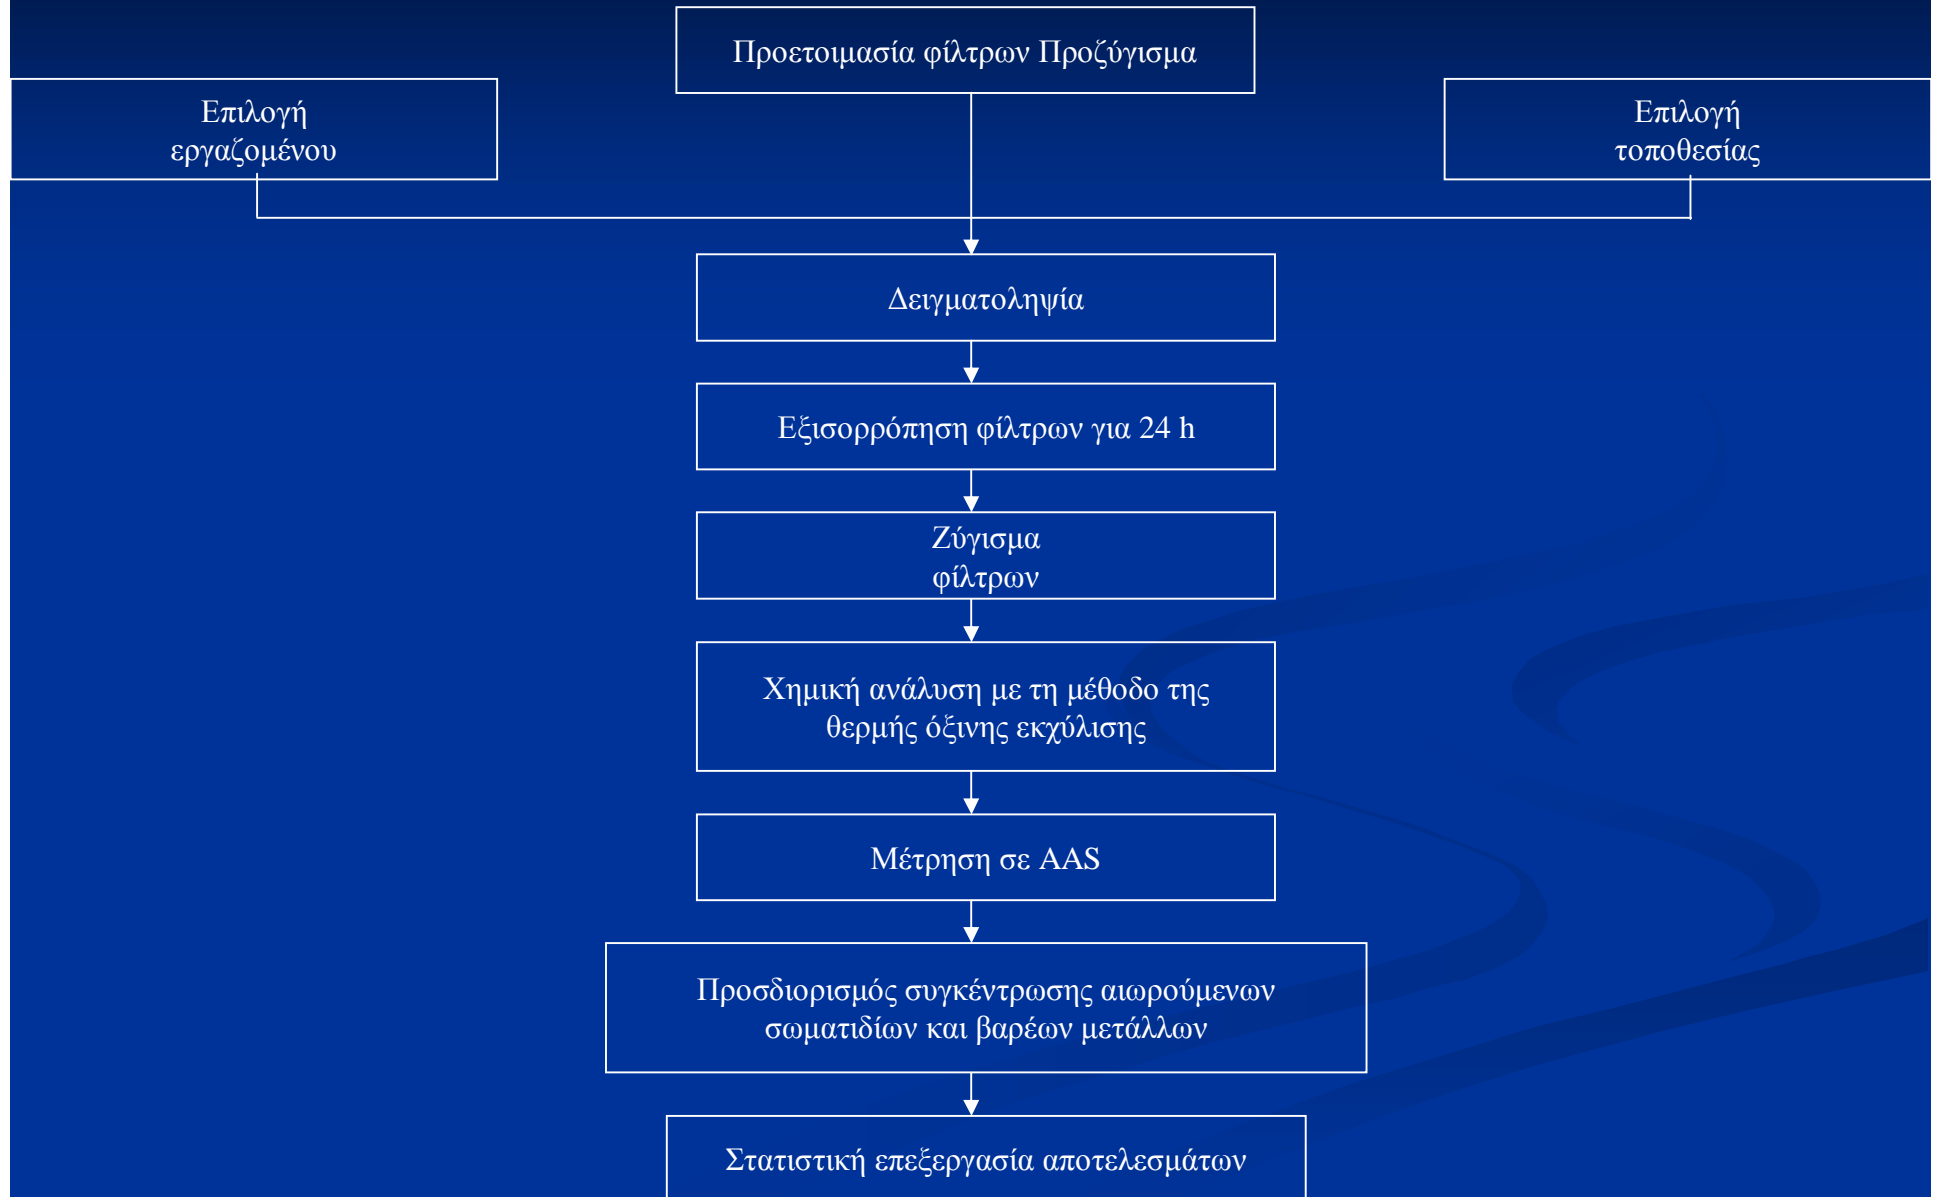 Προετοιμασία φίλτρων Προζύγισμα
Επιλογή
εργαζομένου
Επιλογή
τοποθεσίας
Δειγματοληψία
Εξισορρόπηση φίλτρων για 24 h
Ζύγισμα
φίλτρων
Χημική ανάλυση με τη μέθοδο της
θερμής όξινης εκχύλισης
Μέτρηση σε AAS
Προσδιορισμός συγκέντρωσης αιωρούμενων
σωματιδίων και βαρέων μετάλλων
Στατιστική επεξεργασία αποτελεσμάτων